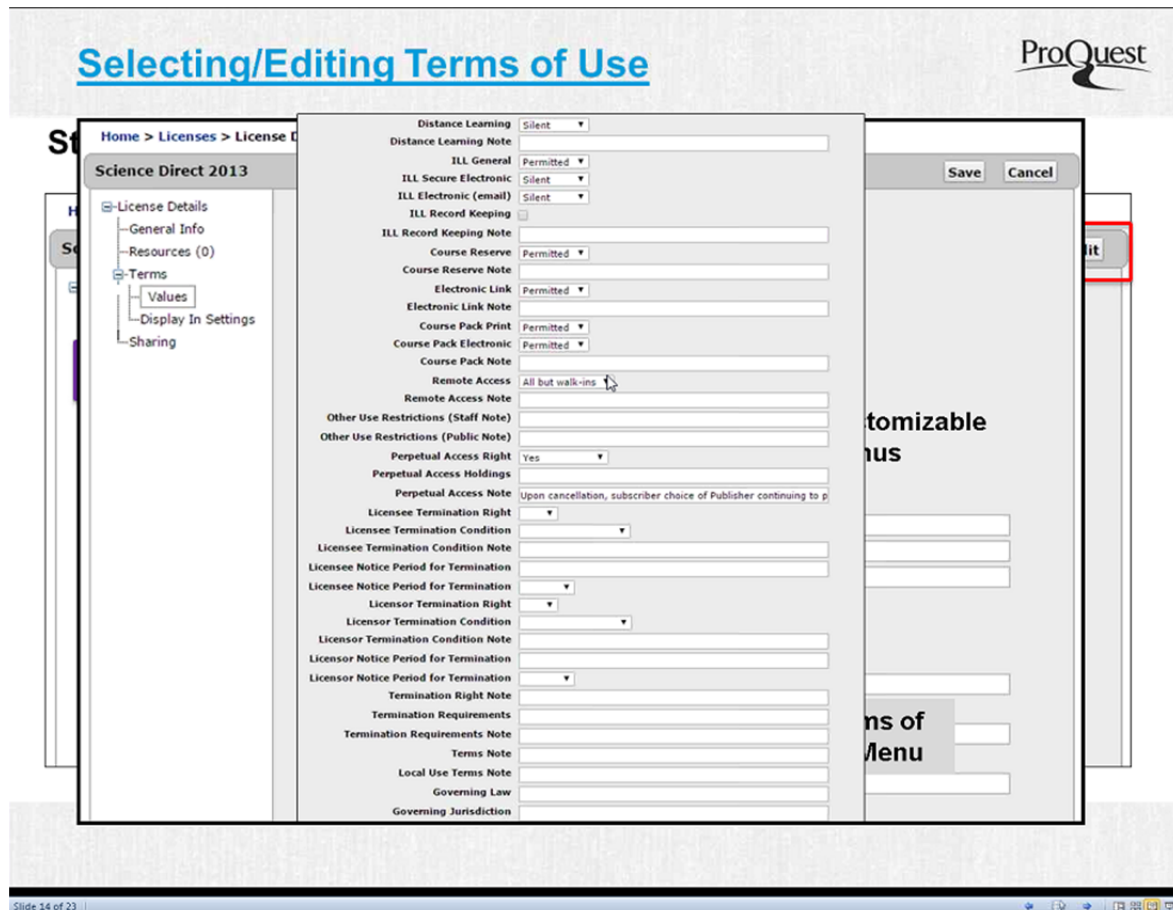 Selecting/Editing Terms of Use
ProQuest
St
Home > Licenses > License D
Science Direct 2013
Save Cancel
License Details
General Info
Resources (0)
Terms
Values
Display In Settings
Sharing
H
Sc
it
Distance Learning Silent
Distance Learning Note
ILL General Permitted
ILL Secure Electronic Silent
ILL Electronic (email) Silent
ILL Record Keeping
ILL Record Keeping Note
Course Reserve Permitted
Course Reserve Note
Electronic Link Permitted
Electronic Link Note
Course Pack Print Permitted
Course Pack Electronic Permitted
Course Pack Note
Remote Access All but walk-ins
Remote Access Note
Other Use Restrictions (Staff Note)
Other Use Restrictions (Public Note)
Perpetual Access Right Yes
Perpetual Access Holdings
Perpetual Access Note Upon cancellation, subscriber choice of Publisher continuing to p
Licensee Termination Right
Licensee Termination Condition
Licensee Termination Condition Note
Licensee Notice Period for Termination
Licensee Notice Period for Termination
Licensor Termination Right
Licensor Termination Condition
Licensor Termination Condition Note
Licensor Notice Period for Termination
Licensor Notice Period for Termination
Termination Right Note
Termination Requirements
Termination Requirements Note
Terms Note
Local Use Terms Note
Governing Law
Governing Jurisdiction
tomizable
nus
ms of
Menu
Slide 14 of 23